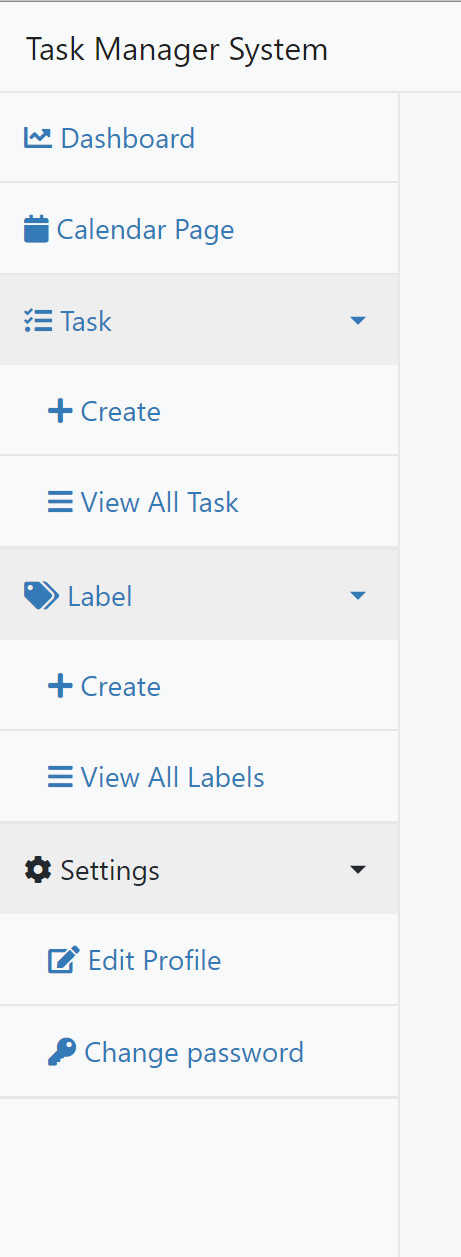 Task Manager System
Dashboard
Calendar Page
Task
Create
View All Task
Label
Create
View All Labels
Settings
Edit Profile
Change password